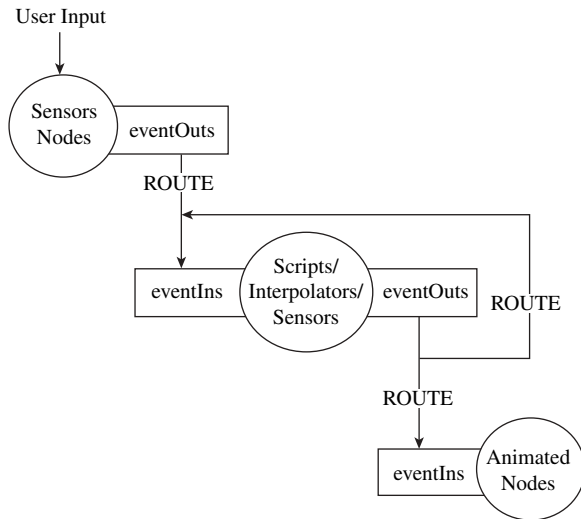 User Input
Sensors
Nodes
eventOuts
ROUTE
eventIns
Scripts/
Interpolators/
Sensors
eventOuts
ROUTE
ROUTE
eventIns
Animated
Nodes